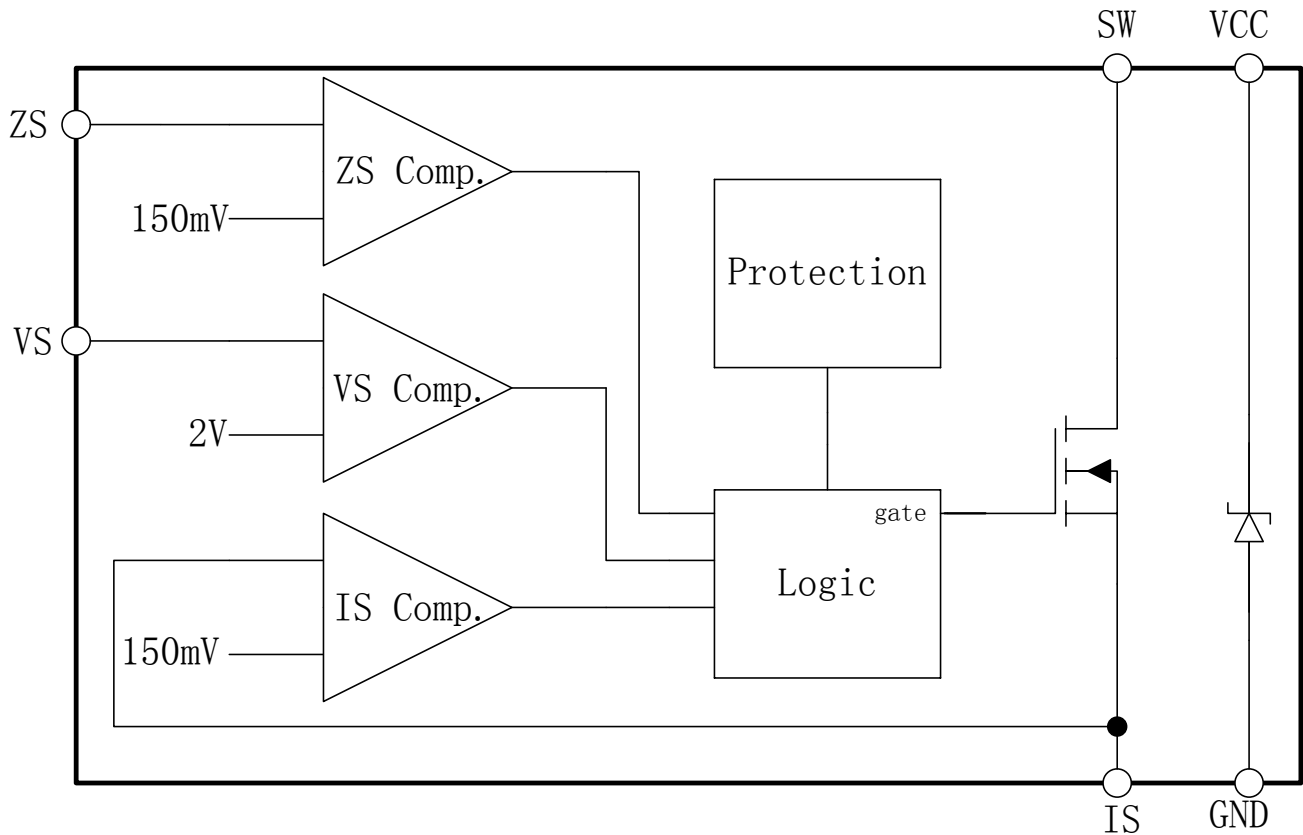 SW VCC
ZS
ZS Comp.
150mV
Protection
VS
VS Comp.
2V
gate
Logic
IS Comp.
150mV
IS GND